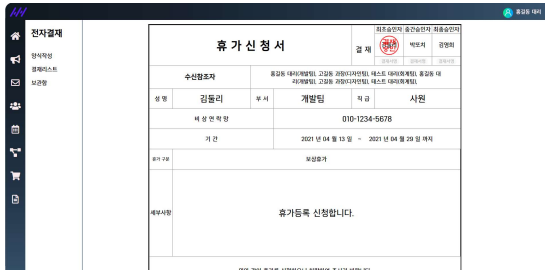 홍길동 대리
전자결재
양식작성
결재리스트
보관함
휴가신청서
결 재
최초승인자 중간승인자 최종승인자
박또치 김영희
수신참조자
홍길동 대리(개발팀), 고길동 과장(디자인팀), 테스트 대리(회계팀), 홍길동 대
리(개발팀), 고길동 과장(디자인팀), 테스트 대리(회계팀),
성 명 김둘리 부 서 개발팀 직 급 사원
비 상 연 락 망 010-1234-5678
기 간 2021 년 04 월 13 일 ~ 2021 년 04 월 29 일 까지
휴가 구분 보상휴가
세부사항 휴가등록 신청합니다.